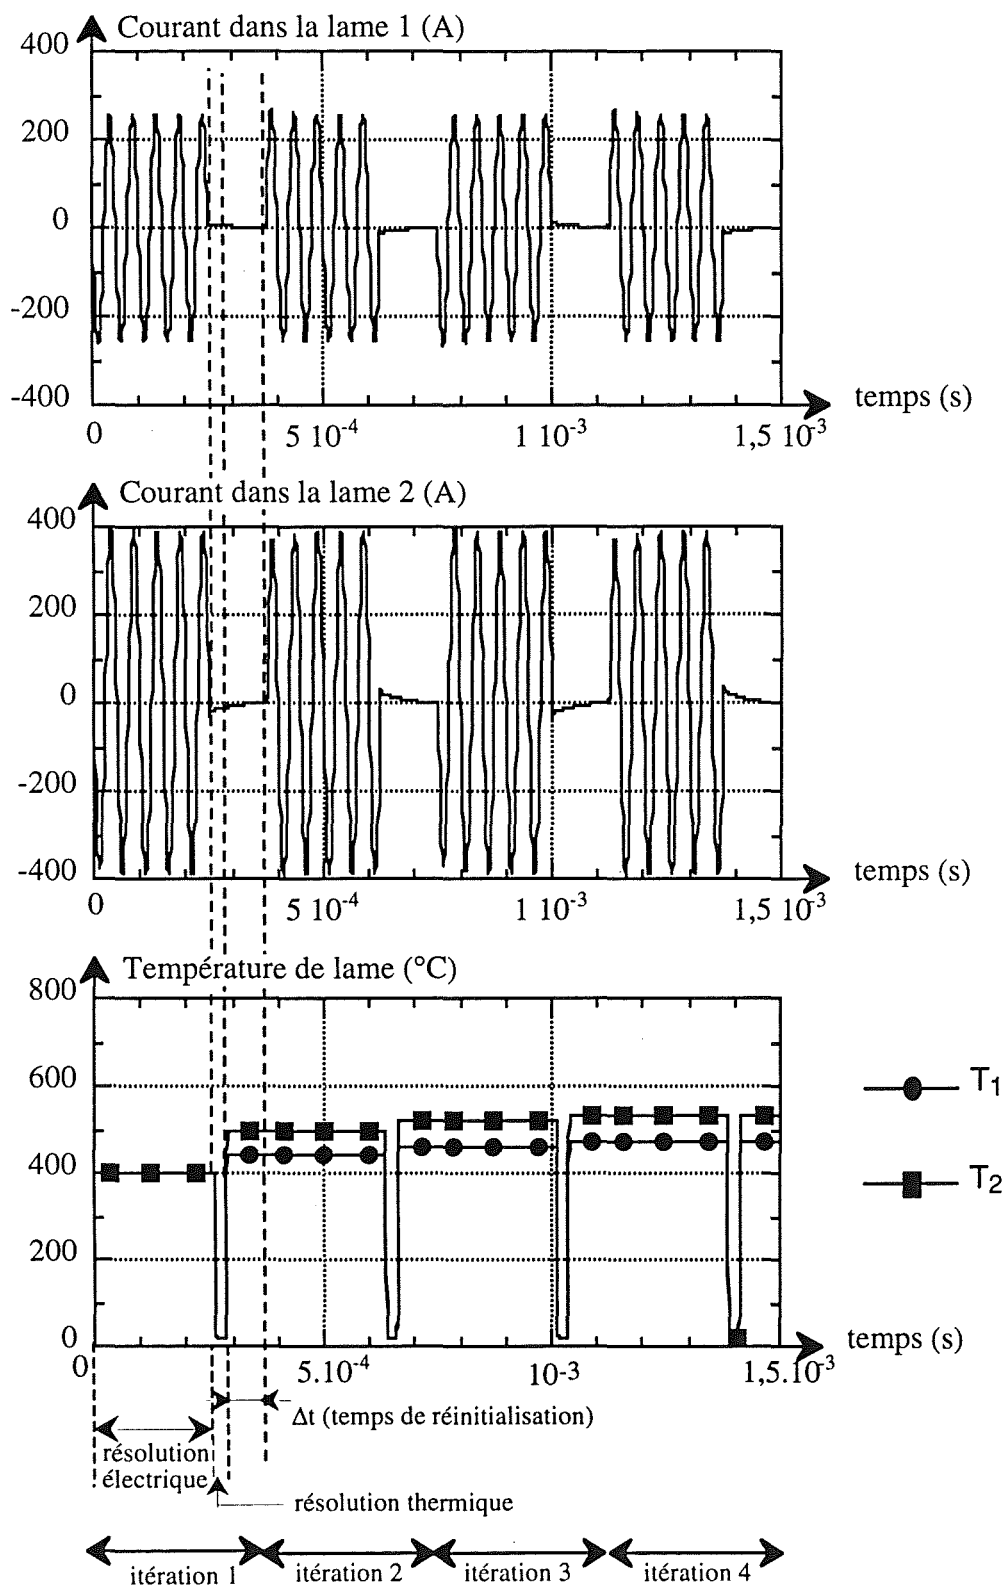 Courant dans la lame 1 (A)
400
200
0
-200
-400
temps (s)
0
5 10⁻⁴
1 10⁻³
1,5 10⁻³
Courant dans la lame 2 (A)
400
200
0
-200
-400
temps (s)
0
5 10⁻⁴
1 10⁻³
1,5 10⁻³
Température de lame (°C)
800
600
400
200
0
T1
T2
temps (s)
0
5.10⁻⁴
10⁻³
1,5.10⁻³
Δt (temps de réinitialisation)
résolution
électrique
résolution thermique
itération 1
itération 2
itération 3
itération 4